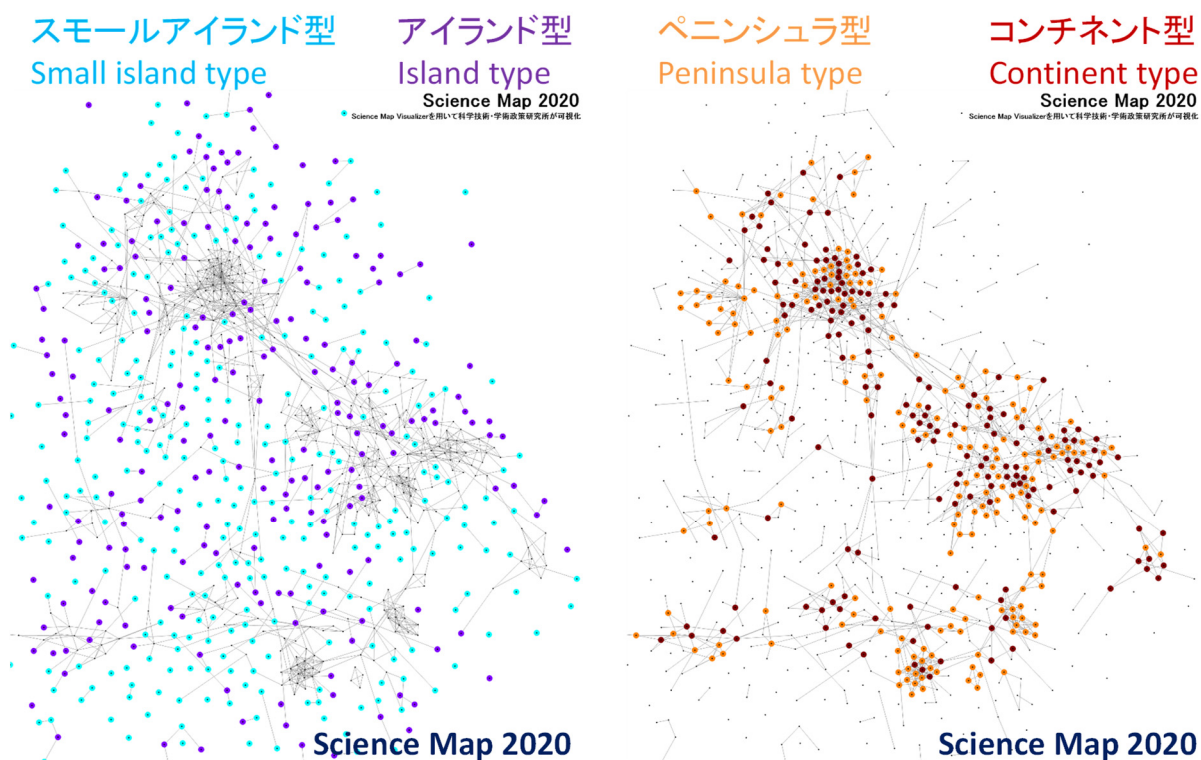 スモールアイランド型
Small island type
アイランド型
Island type
Science Map 2020
Science Map Visualizerを用いて科学技術・学術政策研究所が可視化
Science Map 2020
ペニンシュラ型
Peninsula type
コンチネント型
Continent type
Science Map 2020
Science Map Visualizerを用いて科学技術・学術政策研究所が可視化
Science Map 2020